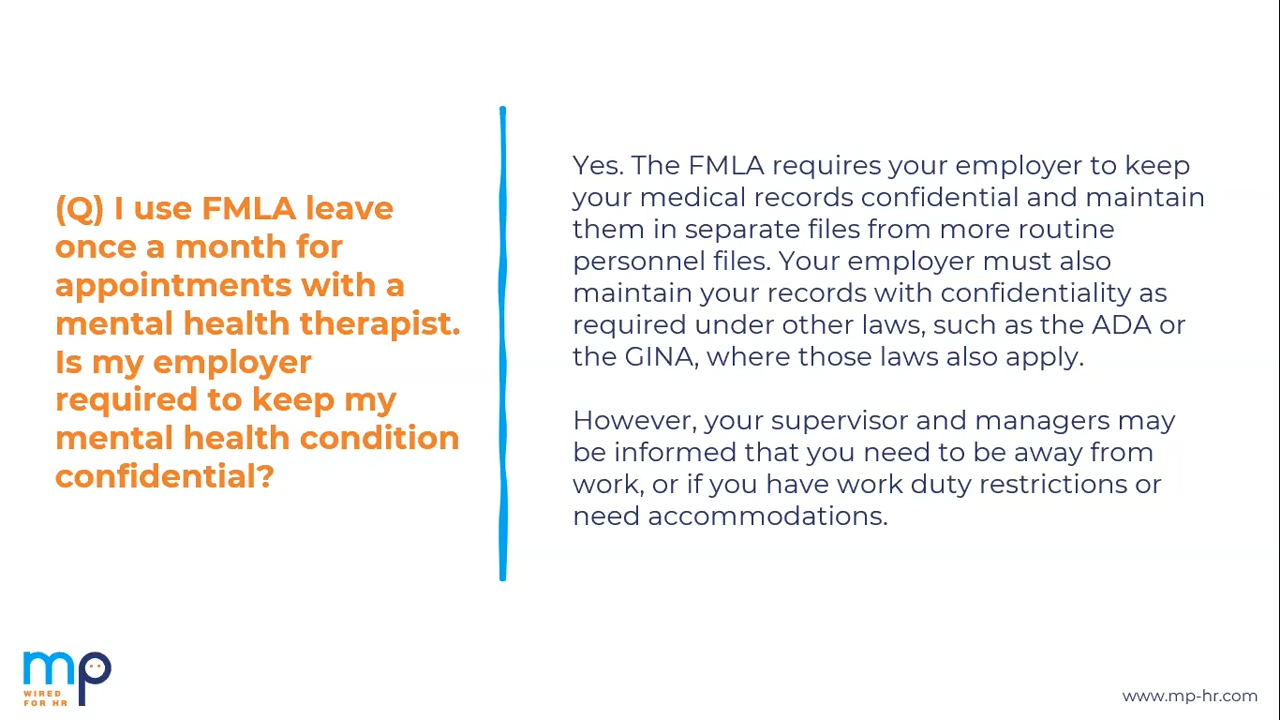 (Q) I use FMLA leave
once a month for
appointments with a
mental health therapist.
Is my employer
required to keep my
mental health condition
confidential?
Yes. The FMLA requires your employer to keep
your medical records confidential and maintain
them in separate files from more routine
personnel files. Your employer must also
maintain your records with confidentiality as
required under other laws, such as the ADA or
the GINA, where those laws also apply.
However, your supervisor and managers may
be informed that you need to be away from
work, or if you have work duty restrictions or
need accommodations.
mp
WIRED
FOR HR
www.mp-hr.com